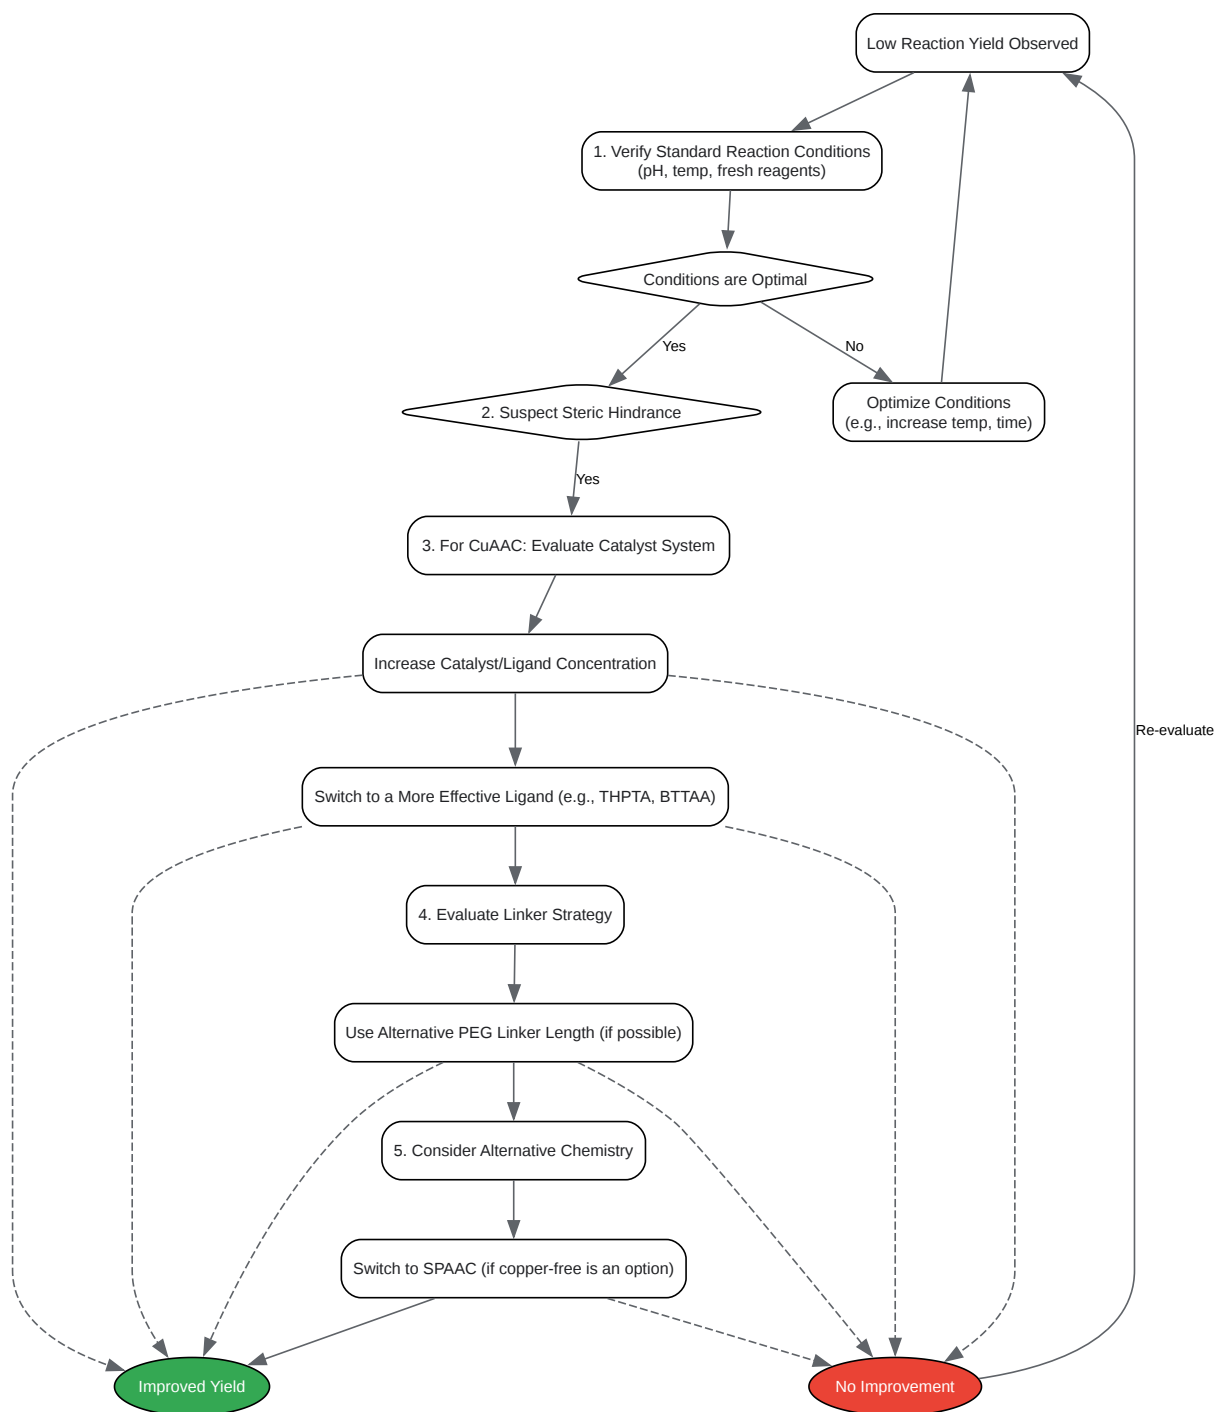 Low Reaction Yield Observed
1. Verify Standard Reaction Conditions
(pH, temp, fresh reagents)
Conditions are Optimal
Yes
No
2. Suspect Steric Hindrance
Optimize Conditions
(e.g., increase temp, time)
Yes
3. For CuAAC: Evaluate Catalyst System
Increase Catalyst/Ligand Concentration
Re-evaluate
Switch to a More Effective Ligand (e.g., THPTA, BTTAA)
4. Evaluate Linker Strategy
Use Alternative PEG Linker Length (if possible)
5. Consider Alternative Chemistry
Switch to SPAAC (if copper-free is an option)
Improved Yield
No Improvement